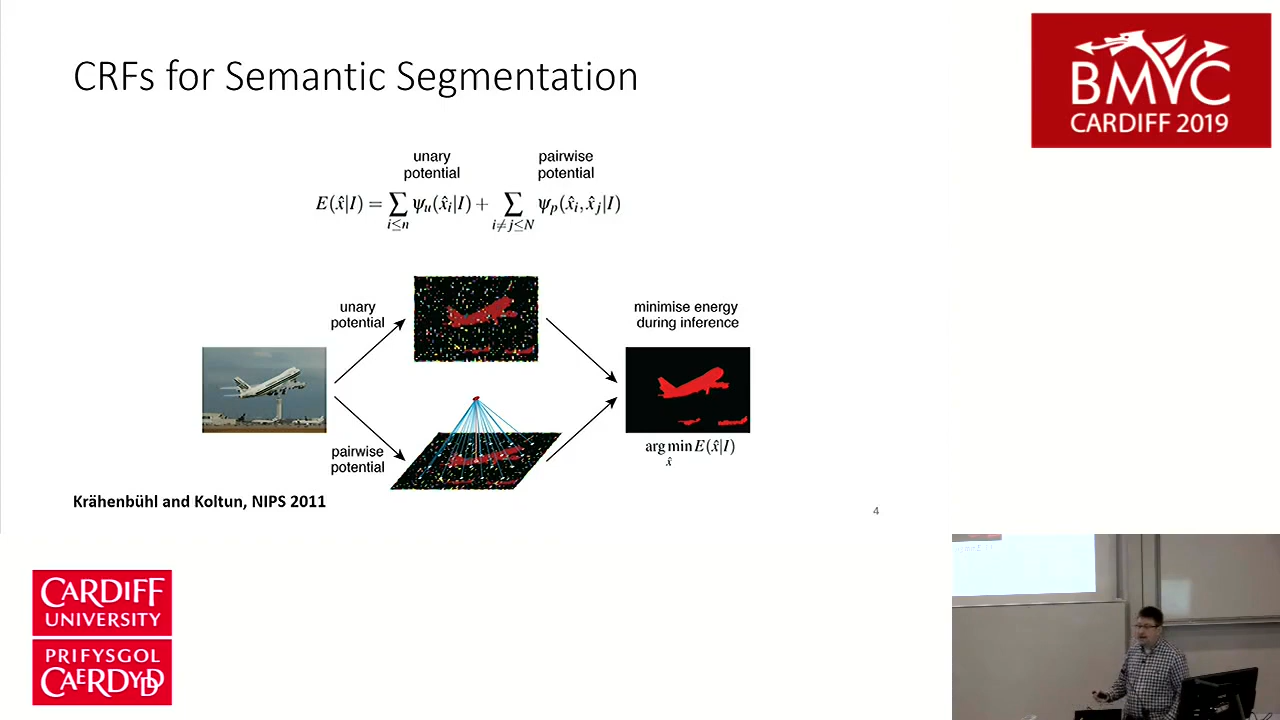 CRFs for Semantic Segmentation
BMVC
CARDIFF 2019
unary
potential
pairwise
potential
E(x̂|I) = ∑ ψᵤ(x̂ᵢ|I) + ∑ ψₚ(x̂ᵢ, x̂ⱼ|I)
i≤n i≠j≤N
unary
potential
minimise energy
during inference
pairwise
potential
arg min E(x̂|I)
x̂
Krähenbühl and Koltun, NIPS 2011
4
CARDIFF
UNIVERSITY
PRIFYSGOL
CAERDYDD